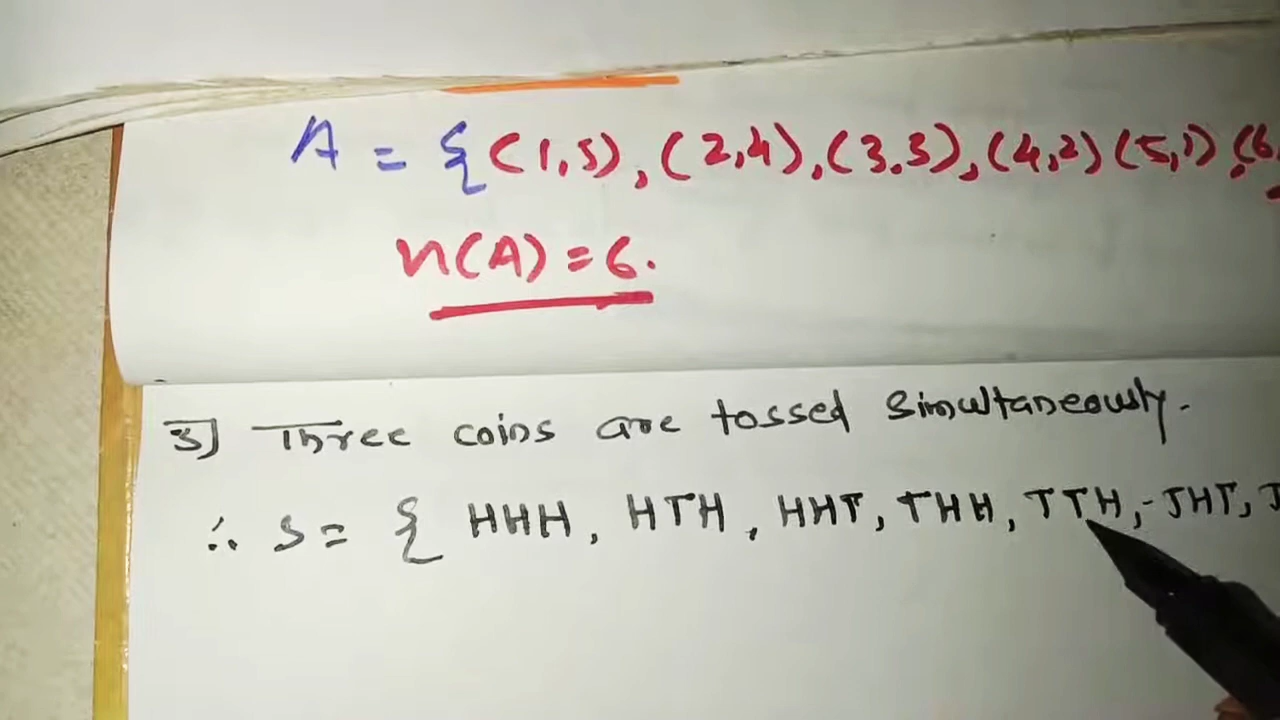 A = {(1,5), (2,4), (3,3), (4,2) (5,1), (6,
n(A) = 6.
3] Three coins are tossed simultaneously.
∴ S = { HHH, HTH, HHT, THH, TTH, THT,